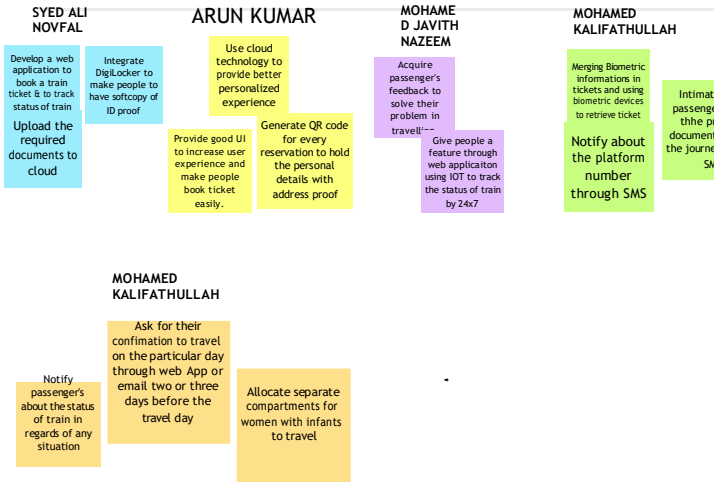 SYED ALI
NOVFAL
Develop a web
application to
book a train
ticket & to track
status of train
Integrate
DigiLocker to
make people to
have softcopy of
ID proof
Upload the
required
documents to
cloud
ARUN KUMAR
Use cloud
technology to
provide better
personalized
experience
Provide good UI
to increase user
experience and
make people
book ticket
easily.
Generate QR code
for every
reservation to hold
the personal
details with
address proof
MOHAME
D JAVITH
NAZEEM
Acquire
passenger's
feedback to
solve their
problem in
travelling
Give people a
feature through
web applicaiton
using IOT to track
the status of train
by 24x7
MOHAMED
KALIFATHULLAH
Merging Biometric
informations in
tickets and using
biometric devices
to retrieve ticket
Notify about
the platform
number
through SMS
Intimat
passenge
thhe p
document
the journe
SM
MOHAMED
KALIFATHULLAH
Notify
passenger's
about the status
of train in
regards of any
situation
Ask for their
confimation to travel
on the particular day
through web App or
email two or three
days before the
travel day
Allocate separate
compartments for
women with infants
to travel